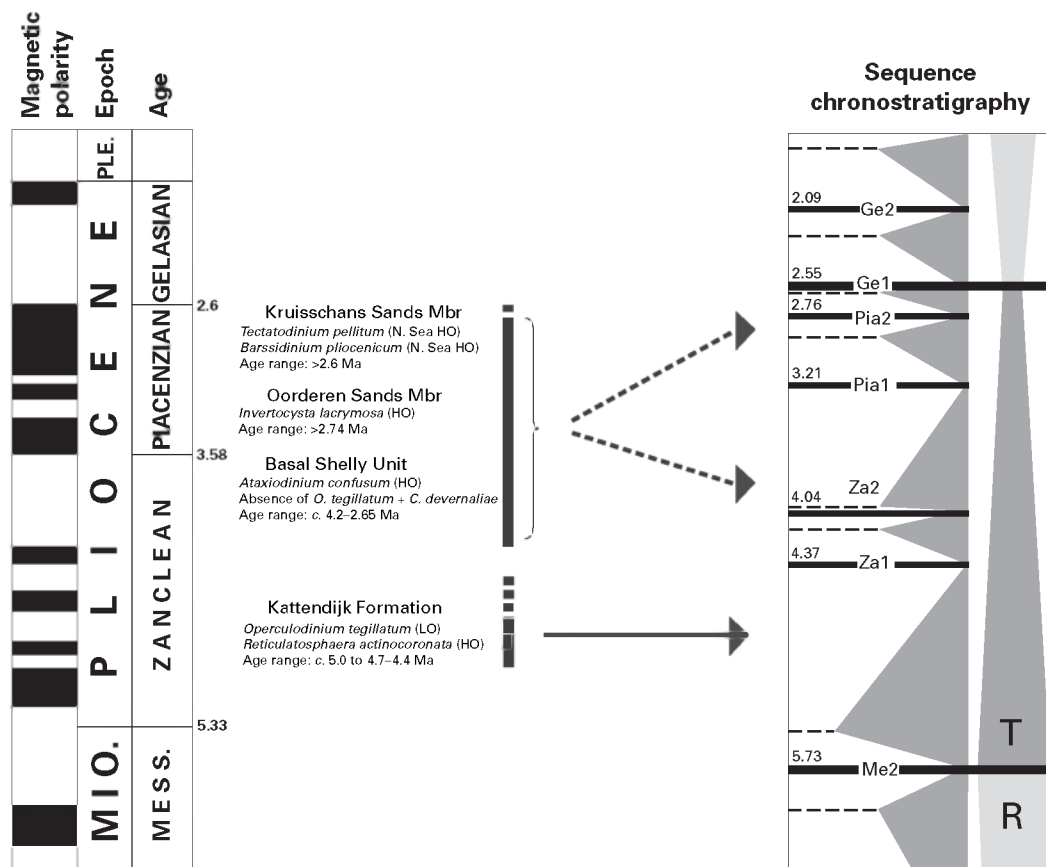 Magnetic
polarity
Epoch
Age
Sequence
chronostratigraphy
PLE.
PLIOCENE
MIO.
GELASIAN
PIACENZIAN
ZANCLEAN
MESS.
2.6
3.58
5.33
Kruisschans Sands Mbr
Tectatodinium pellitum (N. Sea HO)
Barssidinium pliocenicum (N. Sea HO)
Age range: >2.6 Ma
Oorderen Sands Mbr
Invertocysta lacrymosa (HO)
Age range: >2.74 Ma
Basal Shelly Unit
Ataxiodinium confusum (HO)
Absence of O. tegillatum + C. devernaliae
Age range: c. 4.2–2.65 Ma
Kattendijk Formation
Operculodinium tegillatum (LO)
Reticulatosphaera actinocoronata (HO)
Age range: c. 5.0 to 4.7–4.4 Ma
2.09
Ge2
2.55
Ge1
2.76
Pia2
3.21
Pia1
4.04
Za2
4.37
Za1
5.73
Me2
T
R